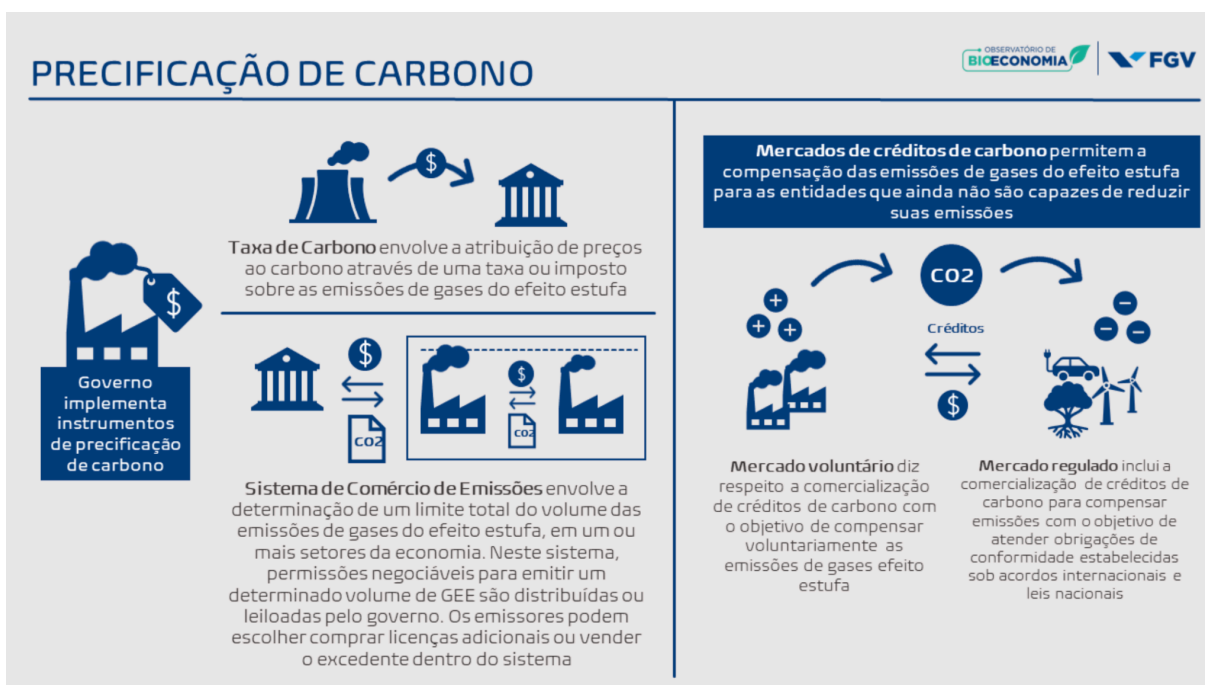 PRECIFICAÇÃO DE CARBONO
OBSERVATÓRIO DE
BIOECONOMIA
FGV
$
Taxa de Carbono envolve a atribuição de preços
ao carbono através de uma taxa ou imposto
sobre as emissões de gases do efeito estufa
$
Governo
implementa
instrumentos
de precificação
de carbono
$
CO2
$
CO2
Sistema de Comércio de Emissões envolve a
determinação de um limite total do volume das
emissões de gases do efeito estufa, em um ou
mais setores da economia. Neste sistema,
permissões negociáveis para emitir um
determinado volume de GEE são distribuídas ou
leiloadas pelo governo. Os emissores podem
escolher comprar licenças adicionais ou vender
o excedente dentro do sistema
Mercados de créditos de carbono permitem a
compensação das emissões de gases do efeito estufa
para as entidades que ainda não são capazes de reduzir
suas emissões
CO2
Créditos
$
Mercado voluntário diz
respeito a comercialização
de créditos de carbono com
o objetivo de compensar
voluntariamente as
emissões de gases efeito
estufa
Mercado regulado inclui a
comercialização de créditos de
carbono para compensar
emissões com o objetivo de
atender obrigações de
conformidade estabelecidas
sob acordos internacionais e
leis nacionais